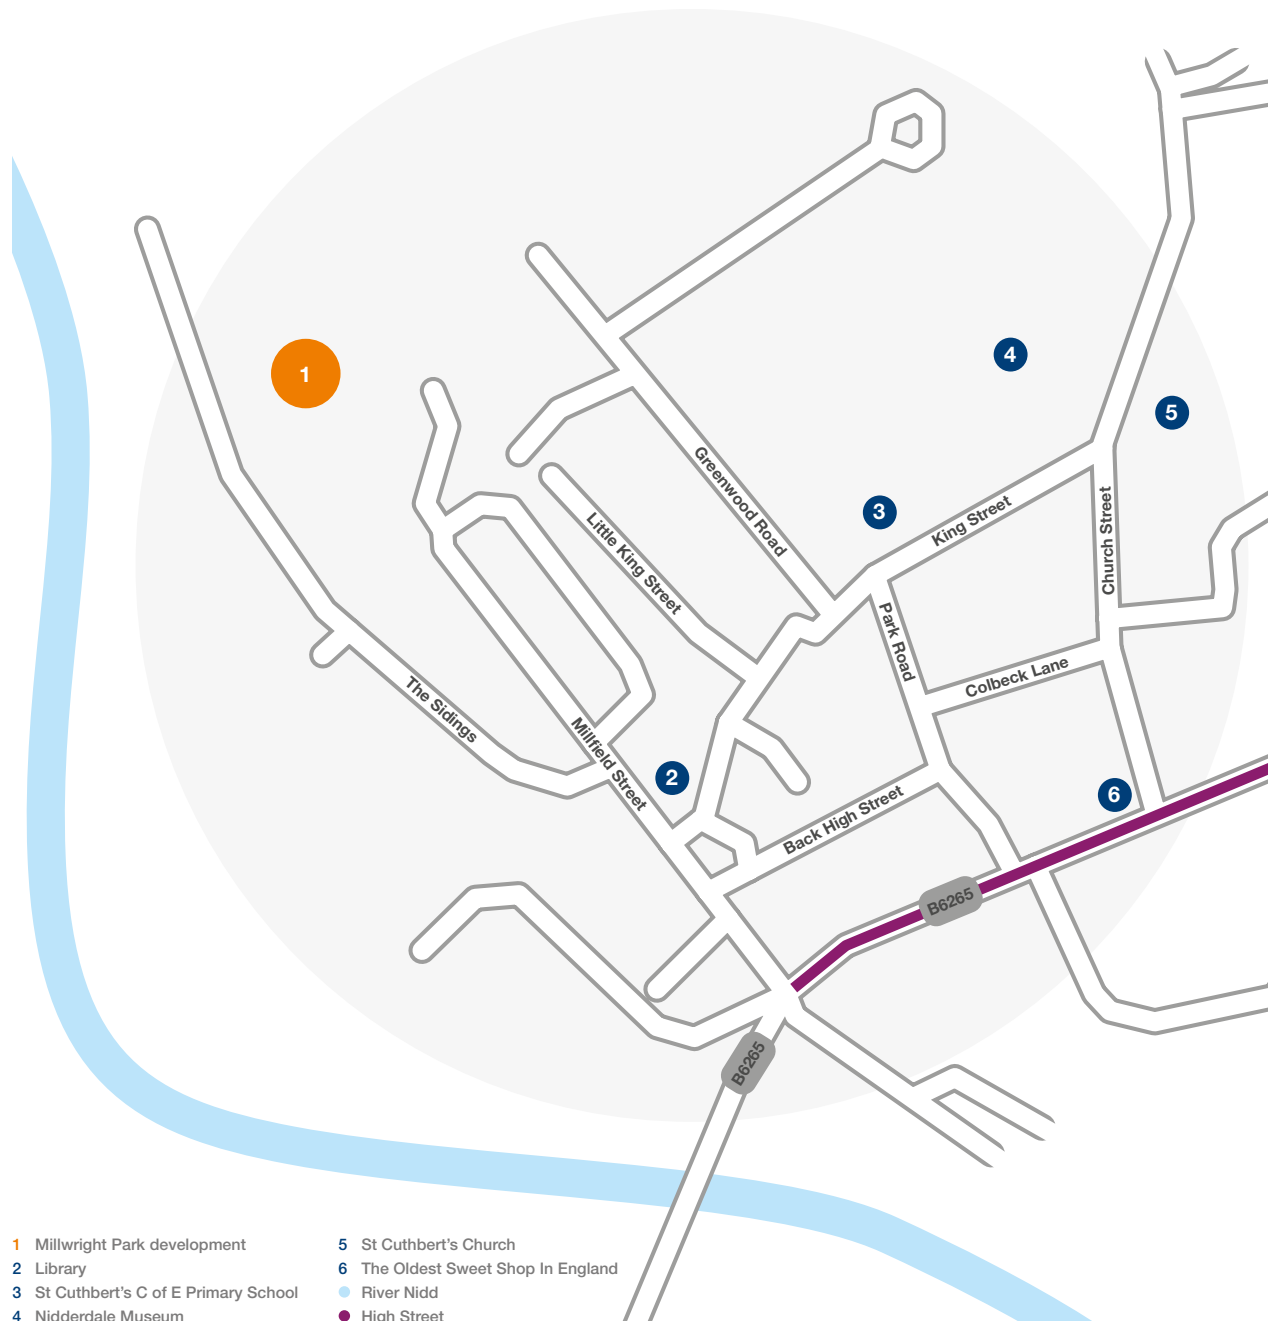 1
4
5
3
Greenwood Road
King Street
Church Street
Little King Street
Park Road
Colbeck Lane
The Sidings
Millfield Street
2
6
Back High Street
B6265
B6265
1 Millwright Park development
2 Library
3 St Cuthbert's C of E Primary School
4 Nidderdale Museum
5 St Cuthbert's Church
6 The Oldest Sweet Shop In England
River Nidd
High Street